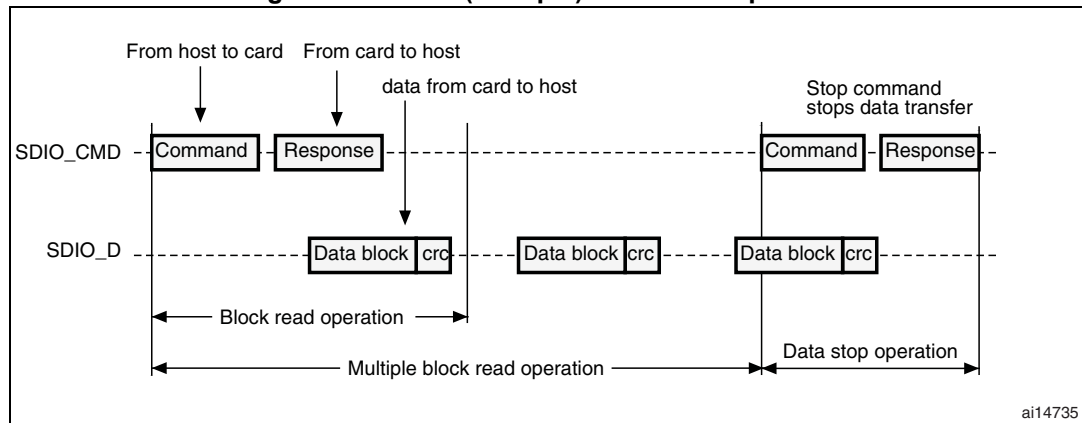 From host to card From card to host
data from card to host
Stop command
stops data transfer
SDIO_CMD Command Response Command Response
SDIO_D Data block crc Data block crc Data block crc
Block read operation
Data stop operation
Multiple block read operation
ai14735